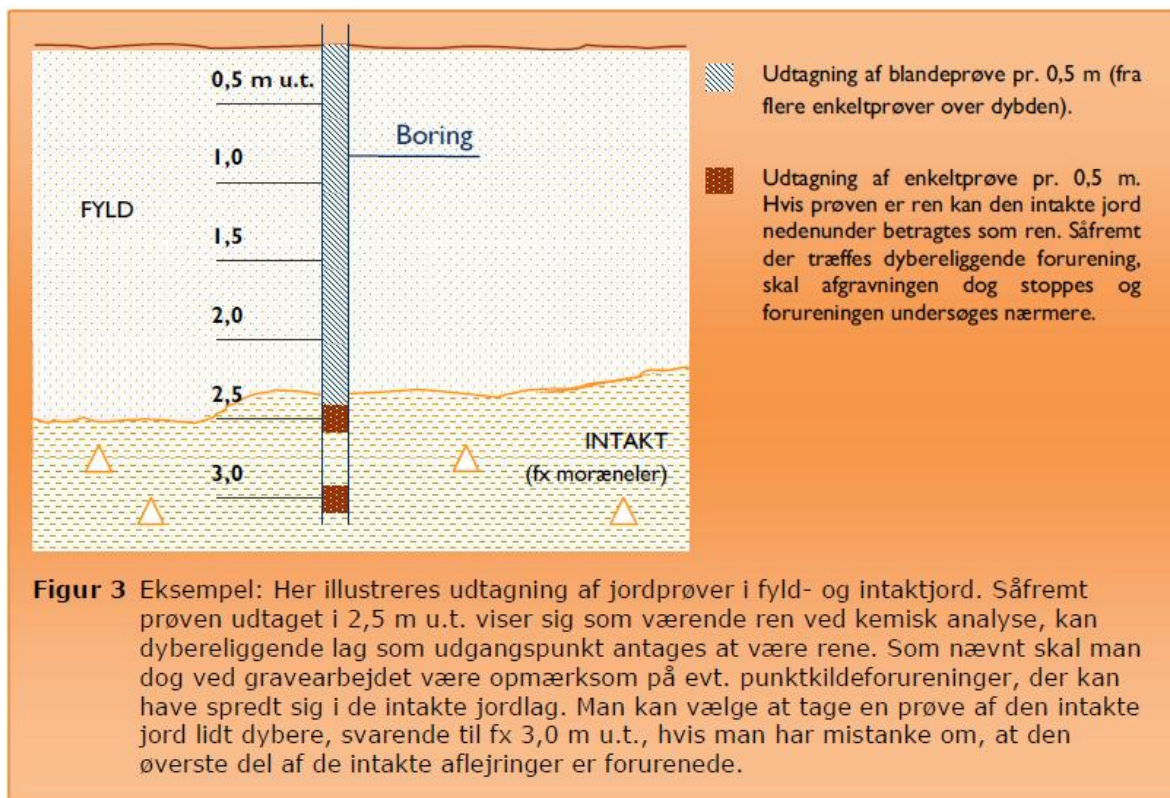 0,5 m u.t.
Boring
1,0
FYLD
1,5
2,0
2,5
INTAKT
(fx moræneler)
3,0
Udtagning af blandeprøve pr. 0,5 m (fra
flere enkeltprøver over dybden).
Udtagning af enkeltprøve pr. 0,5 m.
Hvis prøven er ren kan den intakte jord
nedenunder betragtes som ren. Såfremt
der træffes dybereliggende forurening,
skal afgravningen dog stoppes og
forureningen undersøges nærmere.
Figur 3 Eksempel: Her illustreres udtagning af jordprøver i fyld- og intaktjord. Såfremt
prøven udtaget i 2,5 m u.t. viser sig som værende ren ved kemisk analyse, kan
dybereliggende lag som udgangspunkt antages at være rene. Som nævnt skal man
dog ved gravearbejdet være opmærksom på evt. punktkildeforureninger, der kan
have spredt sig i de intakte jordlag. Man kan vælge at tage en prøve af den intakte
jord lidt dybere, svarende til fx 3,0 m u.t., hvis man har mistanke om, at den
øverste del af de intakte aflejringer er forurenede.